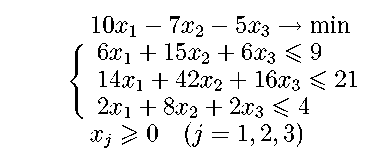 10x₁ − 7x₂ − 5x₃ → min
6x₁ + 15x₂ + 6x₃ ⩽ 9
14x₁ + 42x₂ + 16x₃ ⩽ 21
2x₁ + 8x₂ + 2x₃ ⩽ 4
xⱼ ⩾ 0 (j = 1, 2, 3)